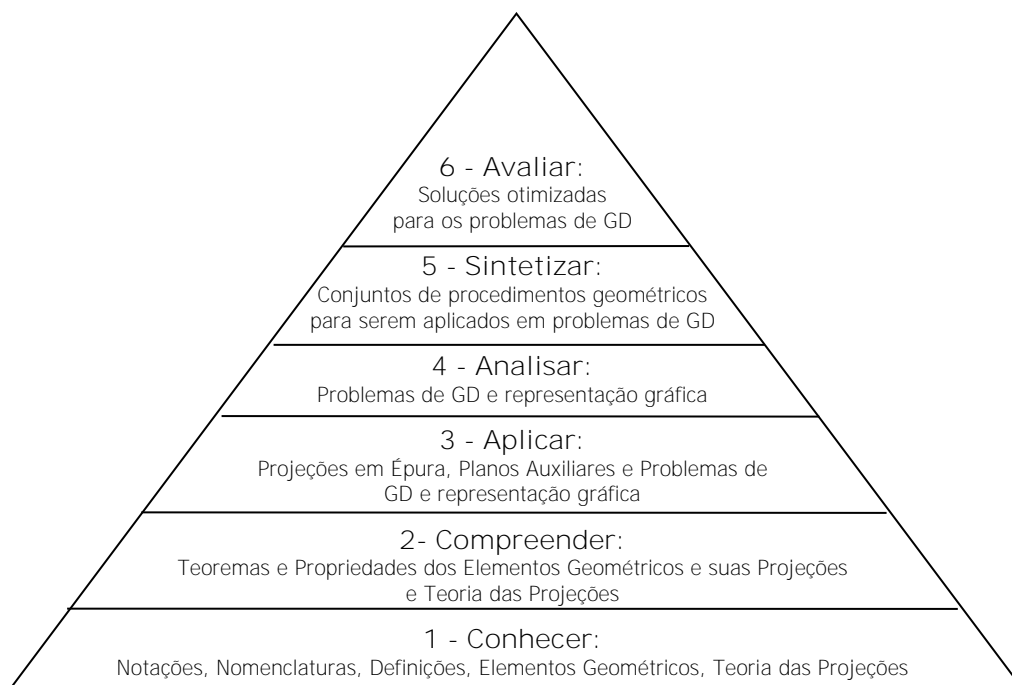 6 - Avaliar:
Soluções otimizadas
para os problemas de GD
5 - Sintetizar:
Conjuntos de procedimentos geométricos
para serem aplicados em problemas de GD
4 - Analisar:
Problemas de GD e representação gráfica
3 - Aplicar:
Projeções em Épura, Planos Auxiliares e Problemas de
GD e representação gráfica
2- Compreender:
Teoremas e Propriedades dos Elementos Geométricos e suas Projeções
e Teoria das Projeções
1 - Conhecer:
Notações, Nomenclaturas, Definições, Elementos Geométricos, Teoria das Projeções